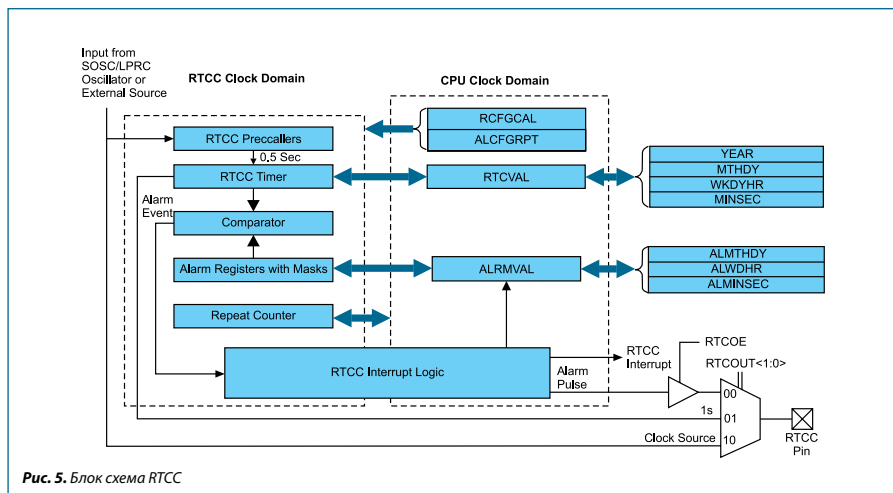 Input from
SOSC/LPRC
Oscillator or
External Source
RTCC Clock Domain
CPU Clock Domain
RCFGCAL
ALCFGRPT
RTCC Preccallers
0.5 Sec
RTCC Timer
RTCVAL
YEAR
MTHDY
WKDYHR
MINSEC
Alarm
Event
Comparator
Alarm Registers with Masks
ALRMVAL
ALMTHDY
ALWDHR
ALMINSEC
Repeat Counter
RTCC Interrupt Logic
RTCC
Interrupt
Alarm
Pulse
RTCOE
RTCOUT<1:0>
00
1s
01
Clock Source
10
RTCC
Pin
Рис. 5. Блок схема RTCC